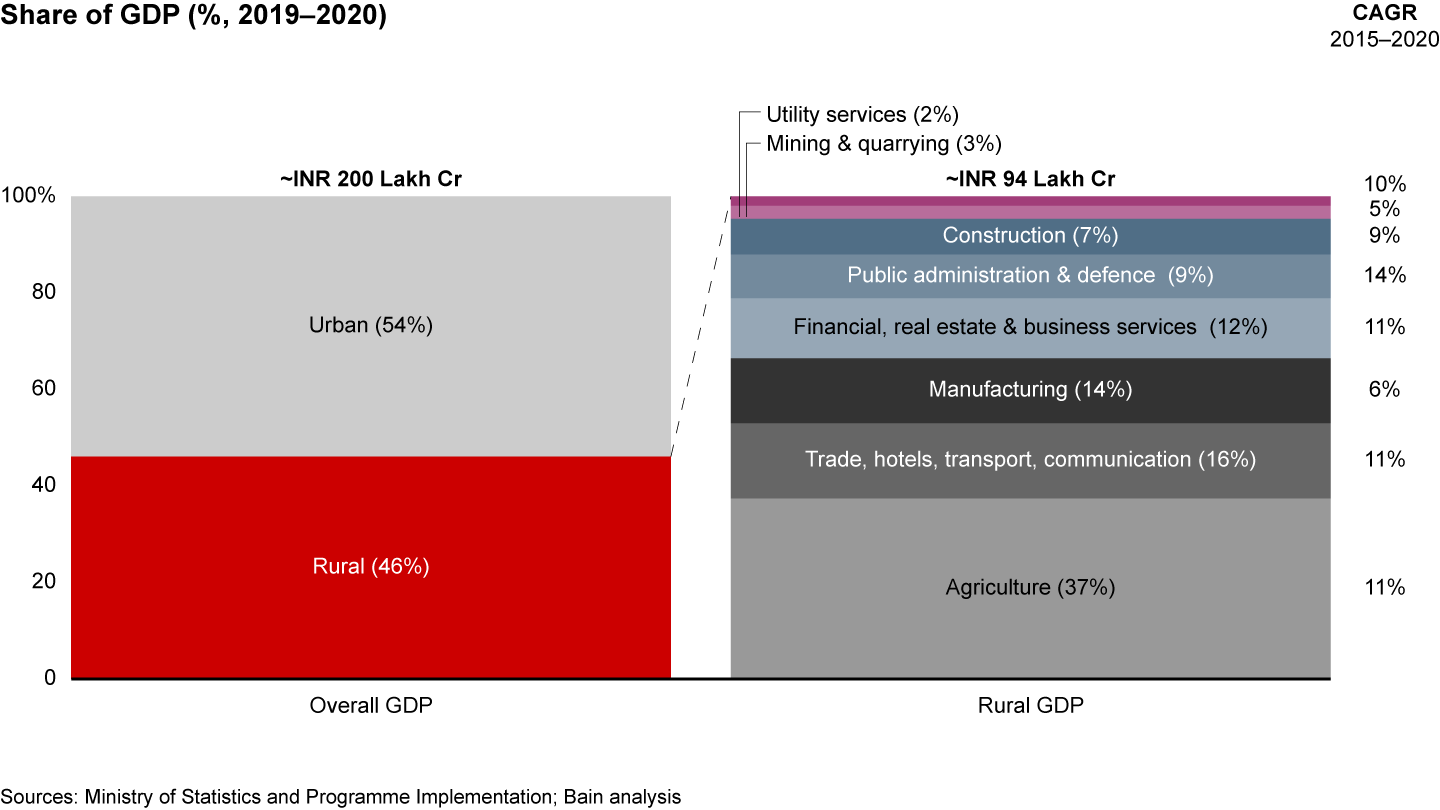 Share of GDP (%, 2019–2020)
CAGR
2015–2020
Utility services (2%)
Mining & quarrying (3%)
~INR 200 Lakh Cr
~INR 94 Lakh Cr
100%
80
60
40
20
0
Urban (54%)
Rural (46%)
Construction (7%)
Public administration & defence (9%)
Financial, real estate & business services (12%)
Manufacturing (14%)
Trade, hotels, transport, communication (16%)
Agriculture (37%)
10%
5%
9%
14%
11%
6%
11%
11%
Overall GDP
Rural GDP
Sources: Ministry of Statistics and Programme Implementation; Bain analysis